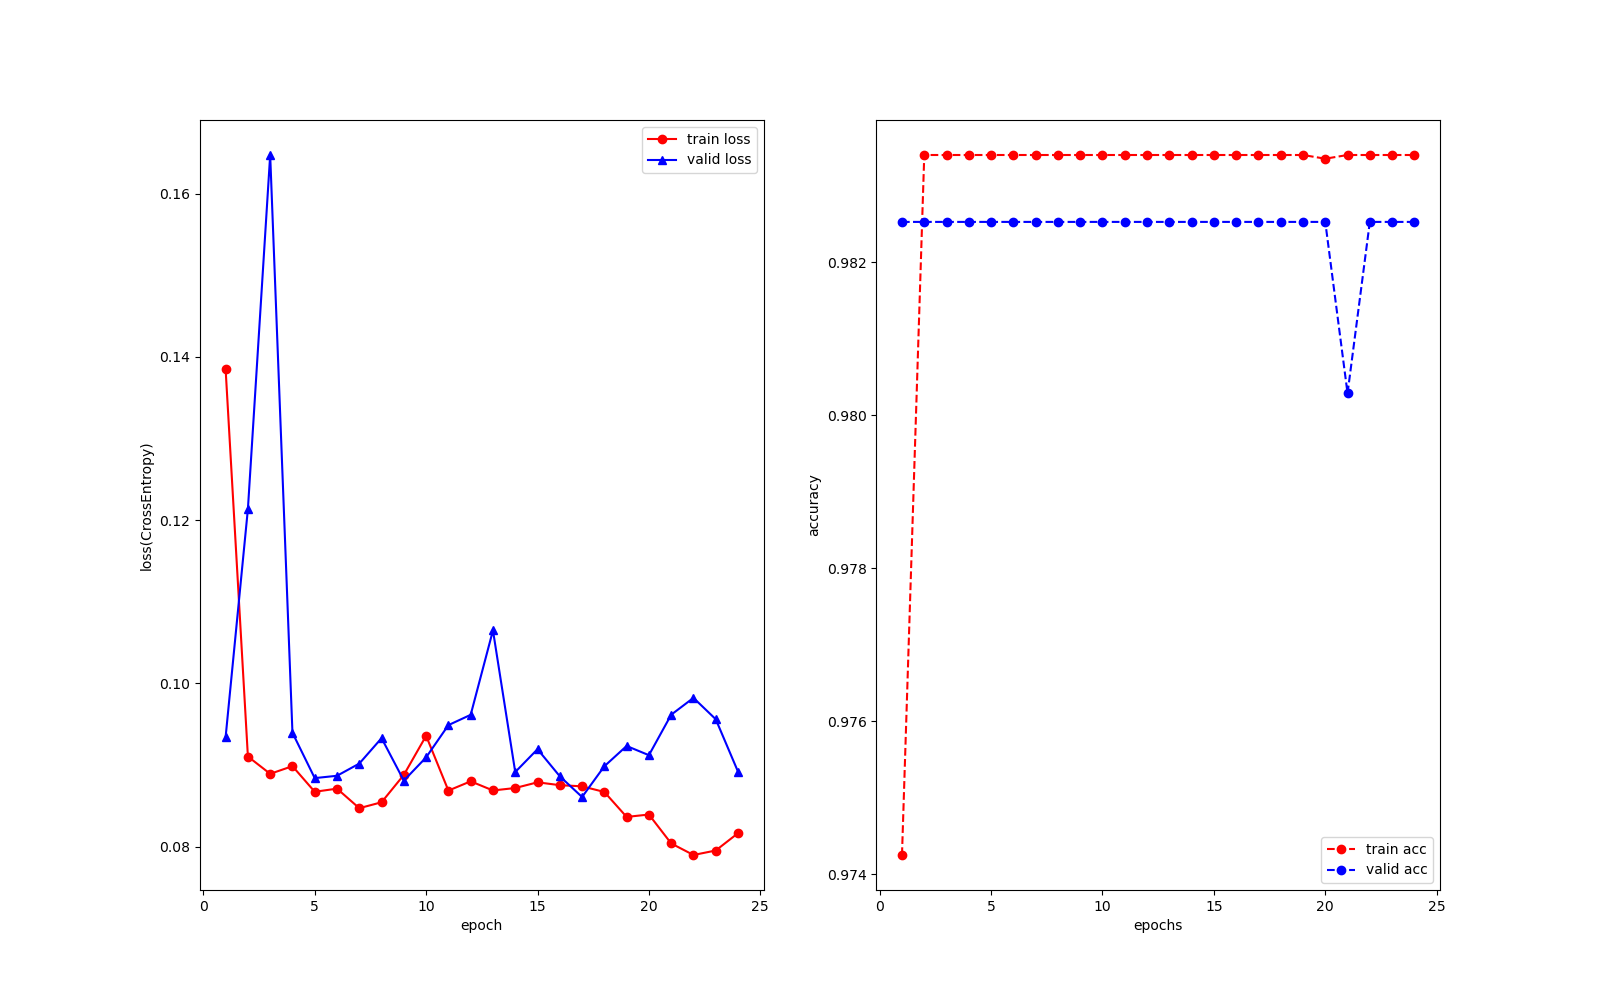 train loss
valid loss
0.16
0.14
0.12
0.10
0.08
loss(CrossEntropy)
0 5 10 15 20 25
epoch
0.982
0.980
0.978
0.976
0.974
accuracy
train acc
valid acc
0 5 10 15 20 25
epochs